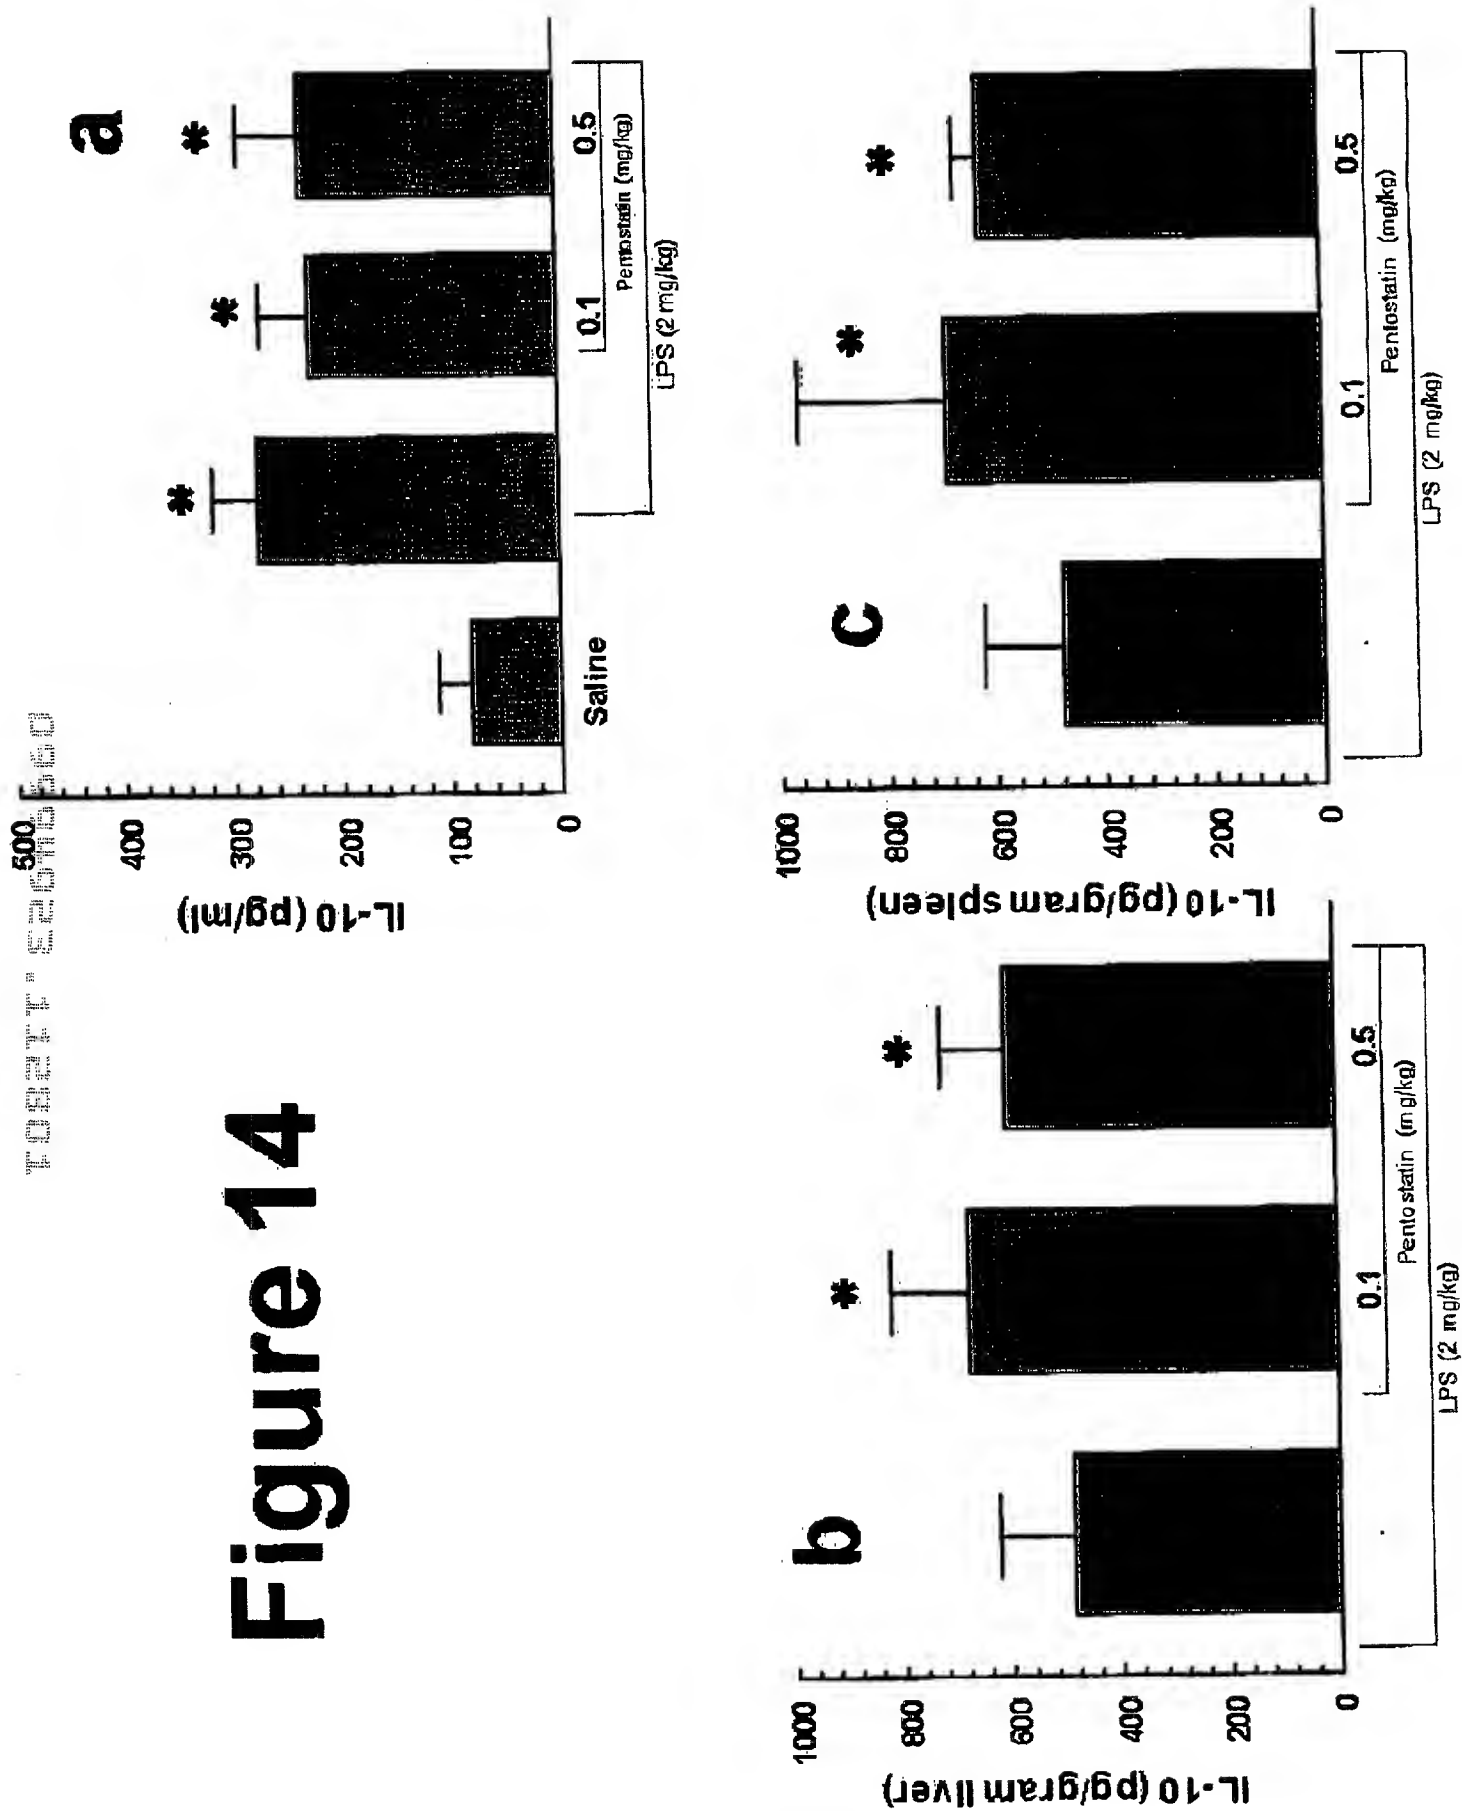 Figure 14
a
IL-10 (pg/ml)
500
400
300
200
100
0
*
*
*
Saline
0.1
0.5
Pentostatin (mg/kg)
LPS (2 mg/kg)
b
IL-10 (pg/gram liver)
1000
800
600
400
200
0
*
*
0.1
0.5
Pentostatin (mg/kg)
LPS (2 mg/kg)
c
IL-10 (pg/gram spleen)
1000
800
600
400
200
0
*
*
0.1
0.5
Pentostatin (mg/kg)
LPS (2 mg/kg)